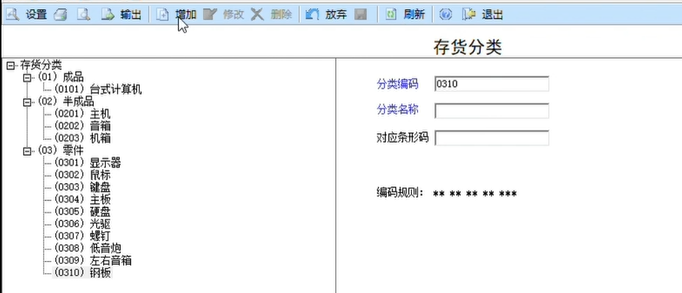 设置 输出 增加 修改 删除 放弃 刷新 退出
存货分类
存货分类
(01) 成品
(0101) 台式计算机
(02) 半成品
(0201) 主机
(0202) 音箱
(0203) 机箱
(03) 零件
(0301) 显示器
(0302) 鼠标
(0303) 键盘
(0304) 主板
(0305) 硬盘
(0306) 光驱
(0307) 螺钉
(0308) 低音炮
(0309) 左右音箱
(0310) 钢板
分类编码 0310
分类名称
对应条形码
编码规则: ** ** ** ** ***